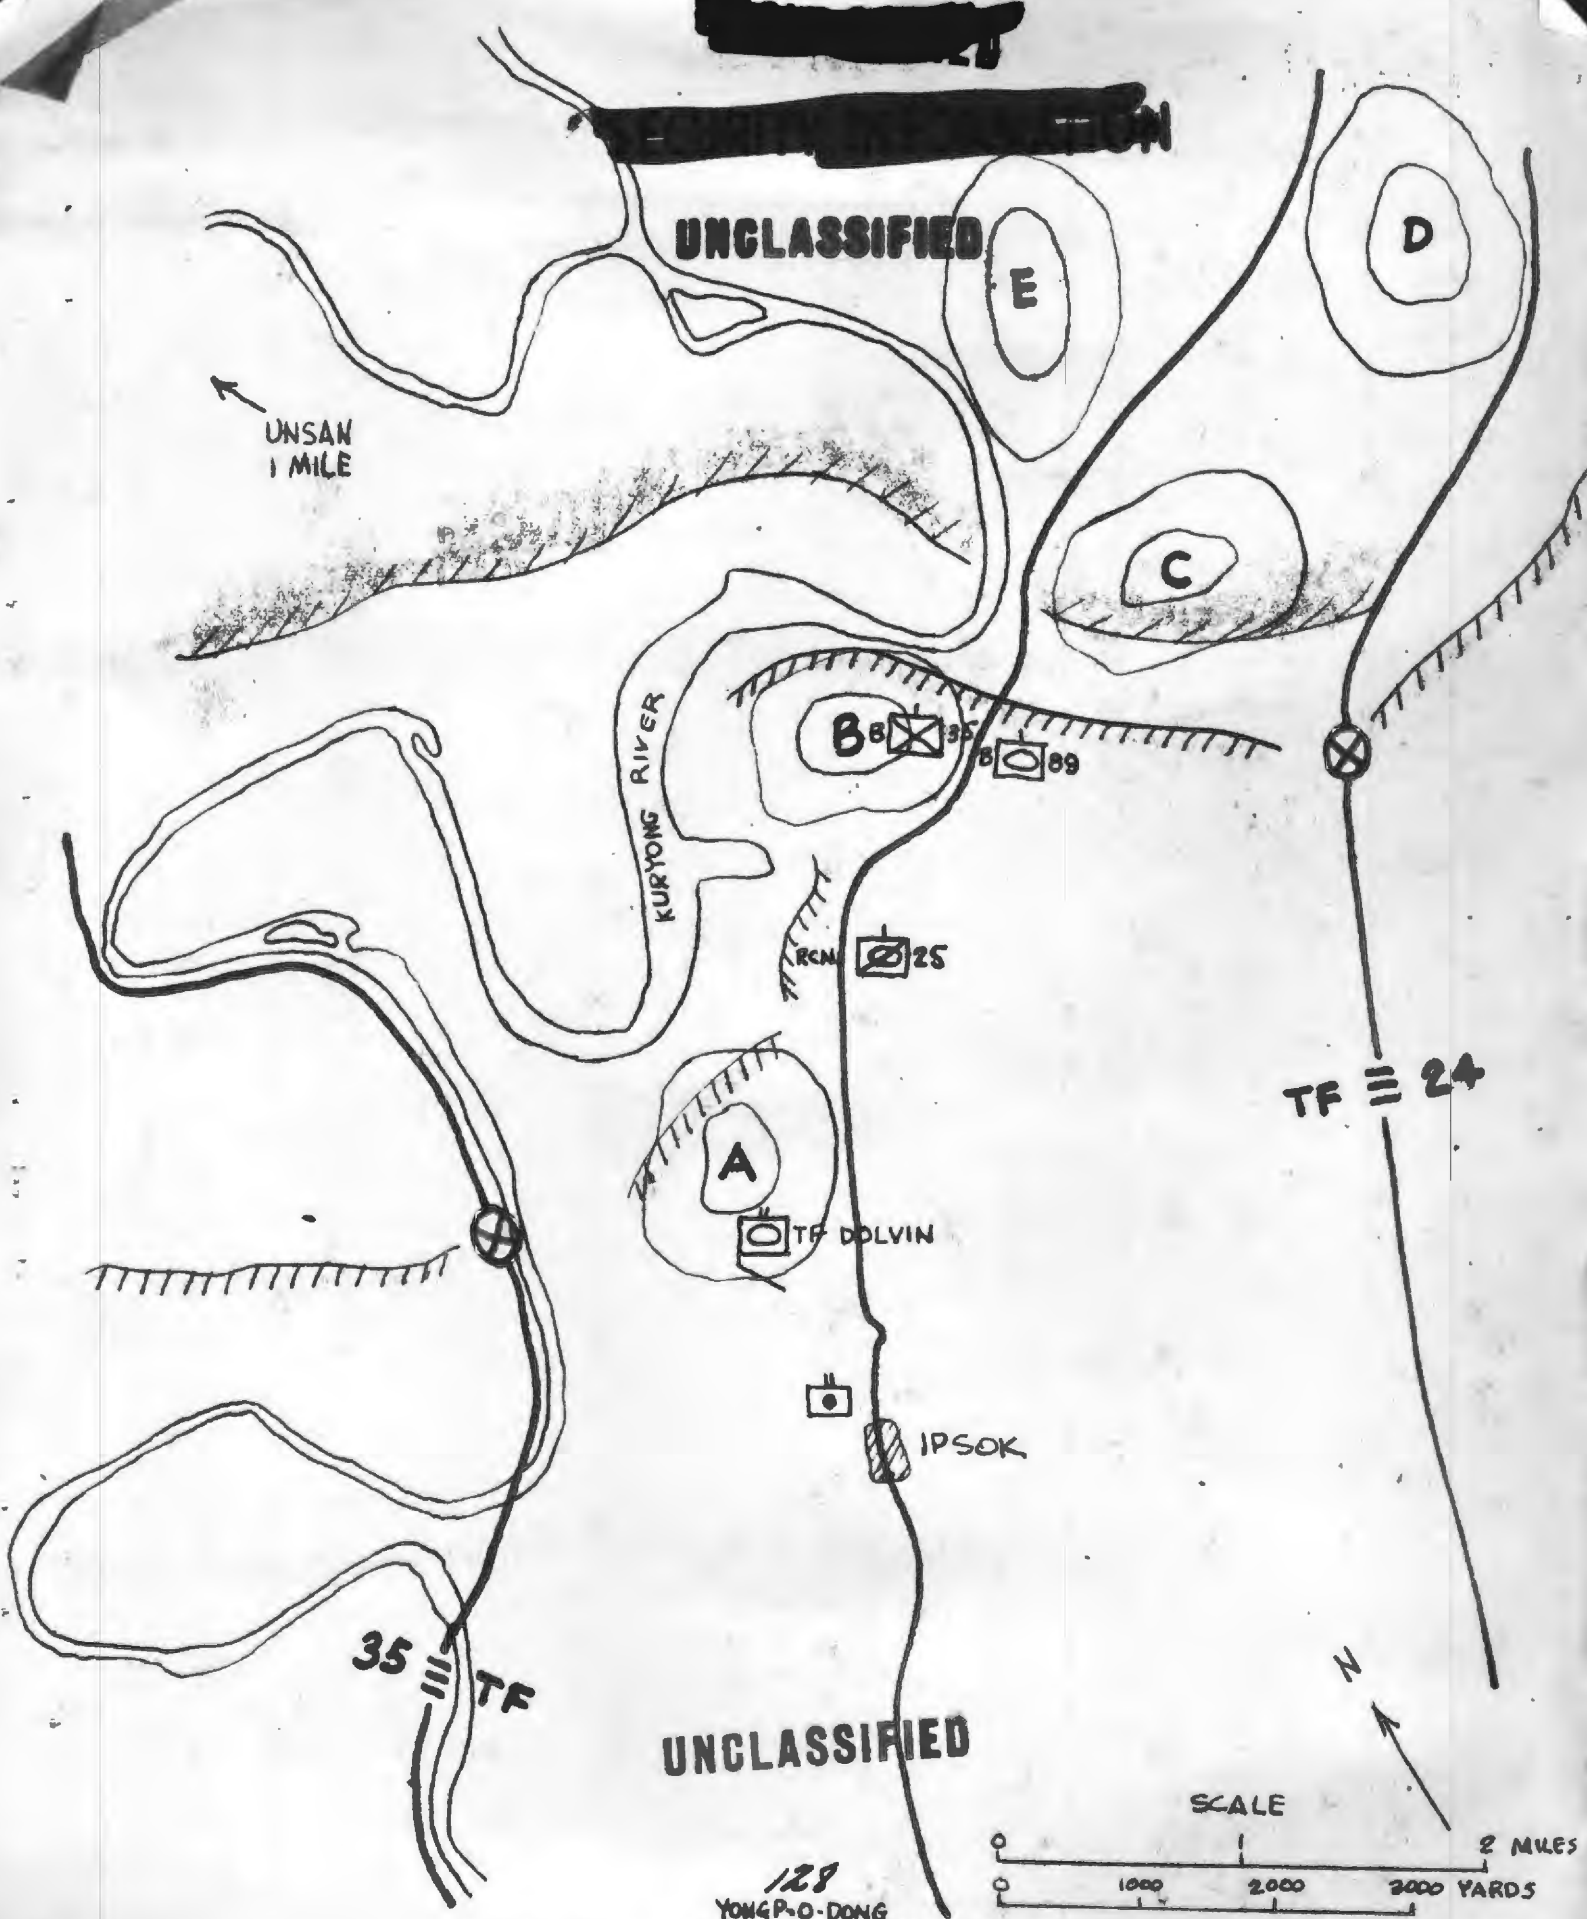 UNCLASSIFIED
E
D
UNSAN
1 MILE
C
B
B 35
B 89
KURYONG RIVER
RCN 25
TF 24
A
TF DOLVIN
IPSOK
35 TF
N
UNCLASSIFIED
SCALE
0 1 2 MILES
0 1000 2000 3000 YARDS
128
YONGP-O-DONG